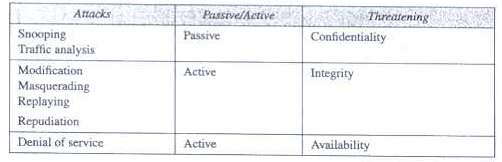 Attacks Passive/Active Threatening
Snooping Passive Confidentiality
Traffic analysis
Modification Active Integrity
Masquerading
Replaying
Repudiation
Denial of service Active Availability